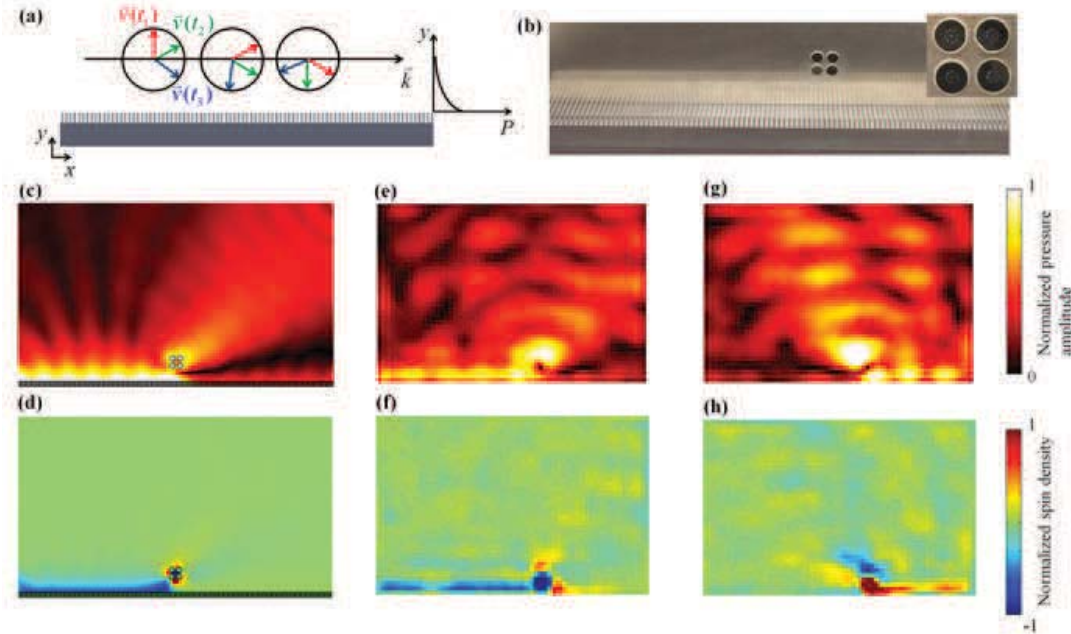 (a)
v⃗(t₁)
v⃗(t₂)
v⃗(t₃)
k⃗
y
P
y
x
(b)
(c)
(e)
(g)
1
Normalized pressure
amplitude
0
(d)
(f)
(h)
1
Normalized spin density
-1